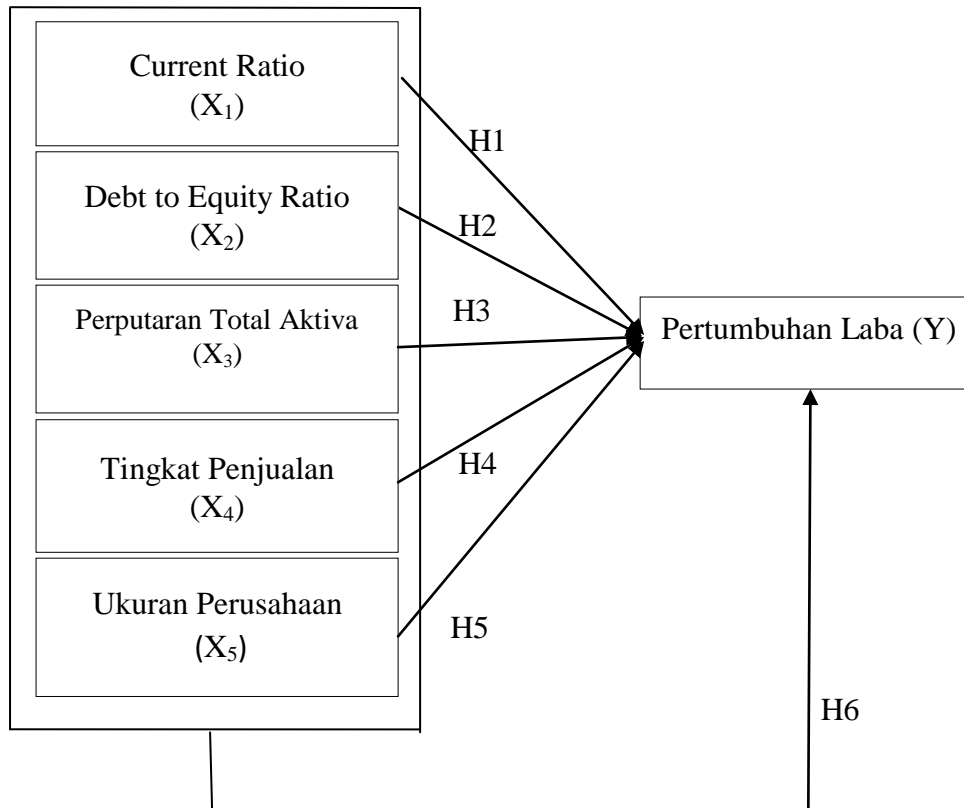 Current Ratio
(X₁)
H1
Debt to Equity Ratio
(X₂)
H2
Perputaran Total Aktiva
(X₃)
H3
Pertumbuhan Laba (Y)
Tingkat Penjualan
(X₄)
H4
Ukuran Perusahaan
(X₅)
H5
H6